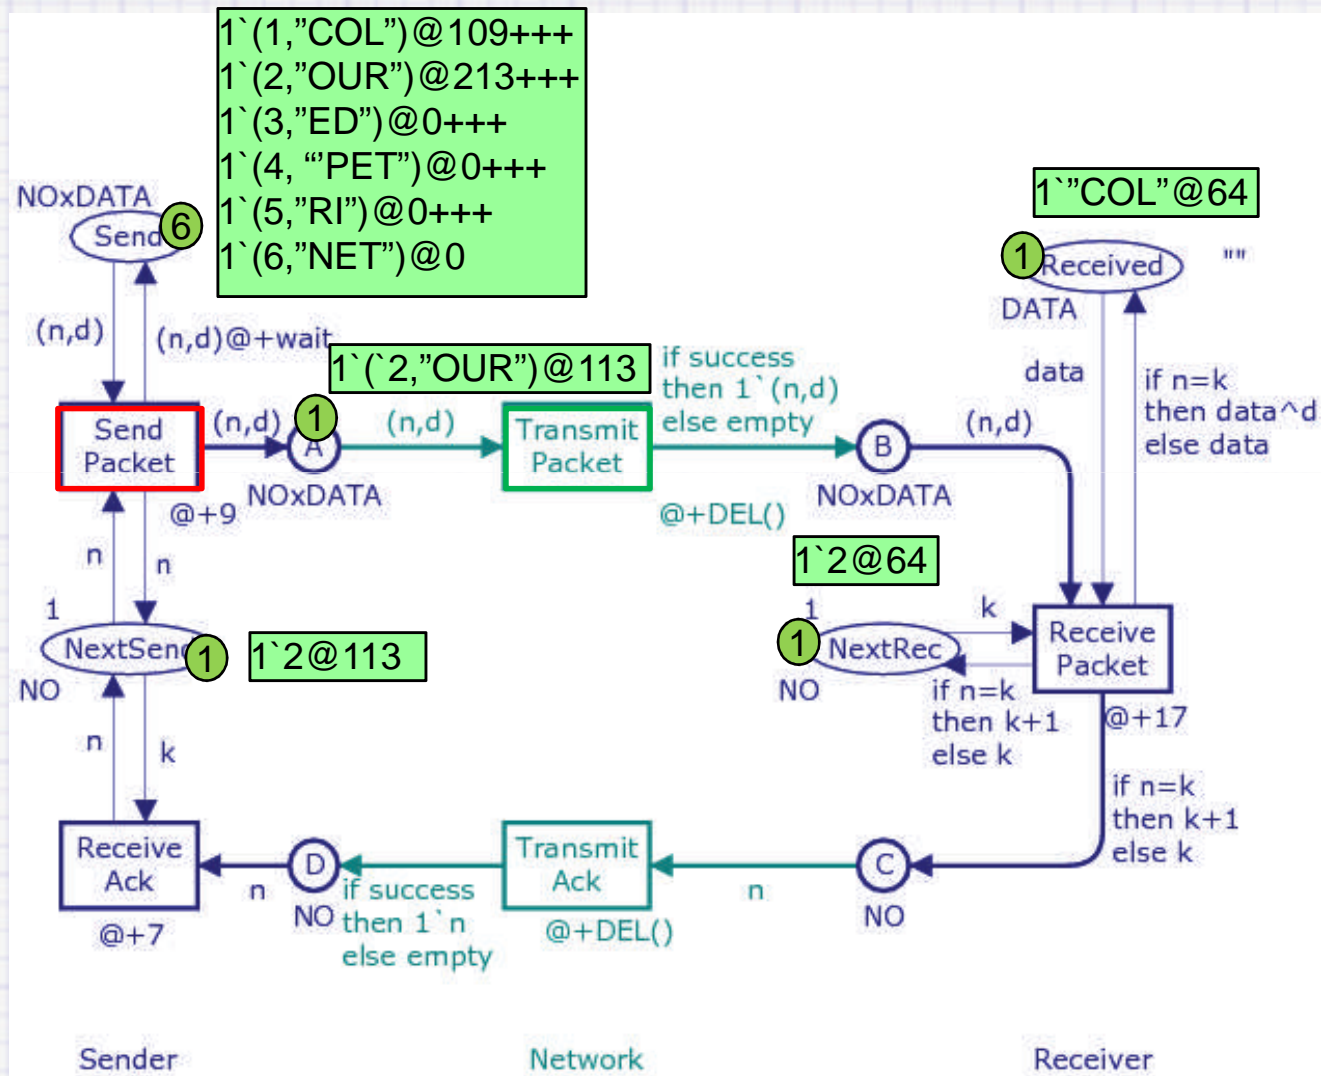 1`(1,”COL”)@109+++
1`(2,”OUR”)@213+++
1`(3,”ED”)@0+++
1`(4, “’PET”)@0+++
1`(5,”RI”)@0+++
1`(6,”NET”)@0
NOxDATA
Send
6
1`”COL”@64
1
Received
""
DATA
(n,d)
(n,d)@+wait
1`(`2,”OUR”)@113
if success
then 1`(n,d)
else empty
data
if n=k
then data^d
else data
Send
Packet
(n,d)
1
A
(n,d)
Transmit
Packet
B
(n,d)
NOxDATA
NOxDATA
@+9
@+DEL()
n
n
1`2@64
1
NextSend
1
1`2@113
NO
1
1
NextRec
NO
k
Receive
Packet
if n=k
then k+1
else k
@+17
n
k
if n=k
then k+1
else k
Receive
Ack
@+7
n
D
NO
if success
then 1`n
else empty
Transmit
Ack
@+DEL()
n
C
NO
Sender
Network
Receiver